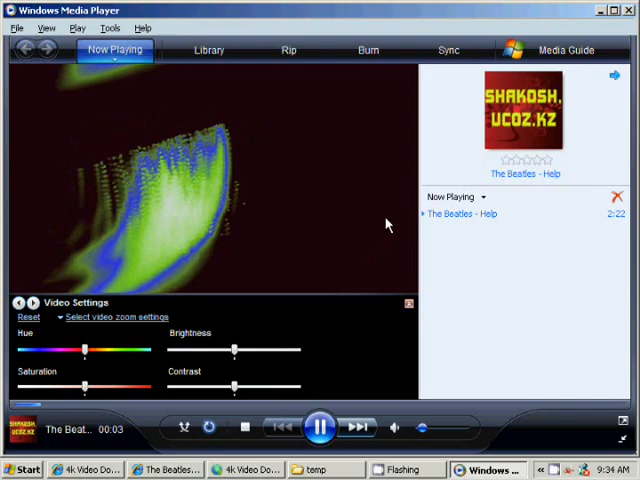 Windows Media Player
File View Play Tools Help
Now Playing Library Rip Burn Sync Media Guide
SHAKOSH.
UCOZ.KZ
The Beatles - Help
Now Playing
The Beatles - Help 2:22
Video Settings
Reset Select video zoom settings
Hue Brightness
Saturation Contrast
SHAKOSH.
UCOZ.KZ
The Beat... 00:03
Start 4k Video Do... The Beatles... 4k Video Do... temp Flashing Windows ... « 9:34 AM